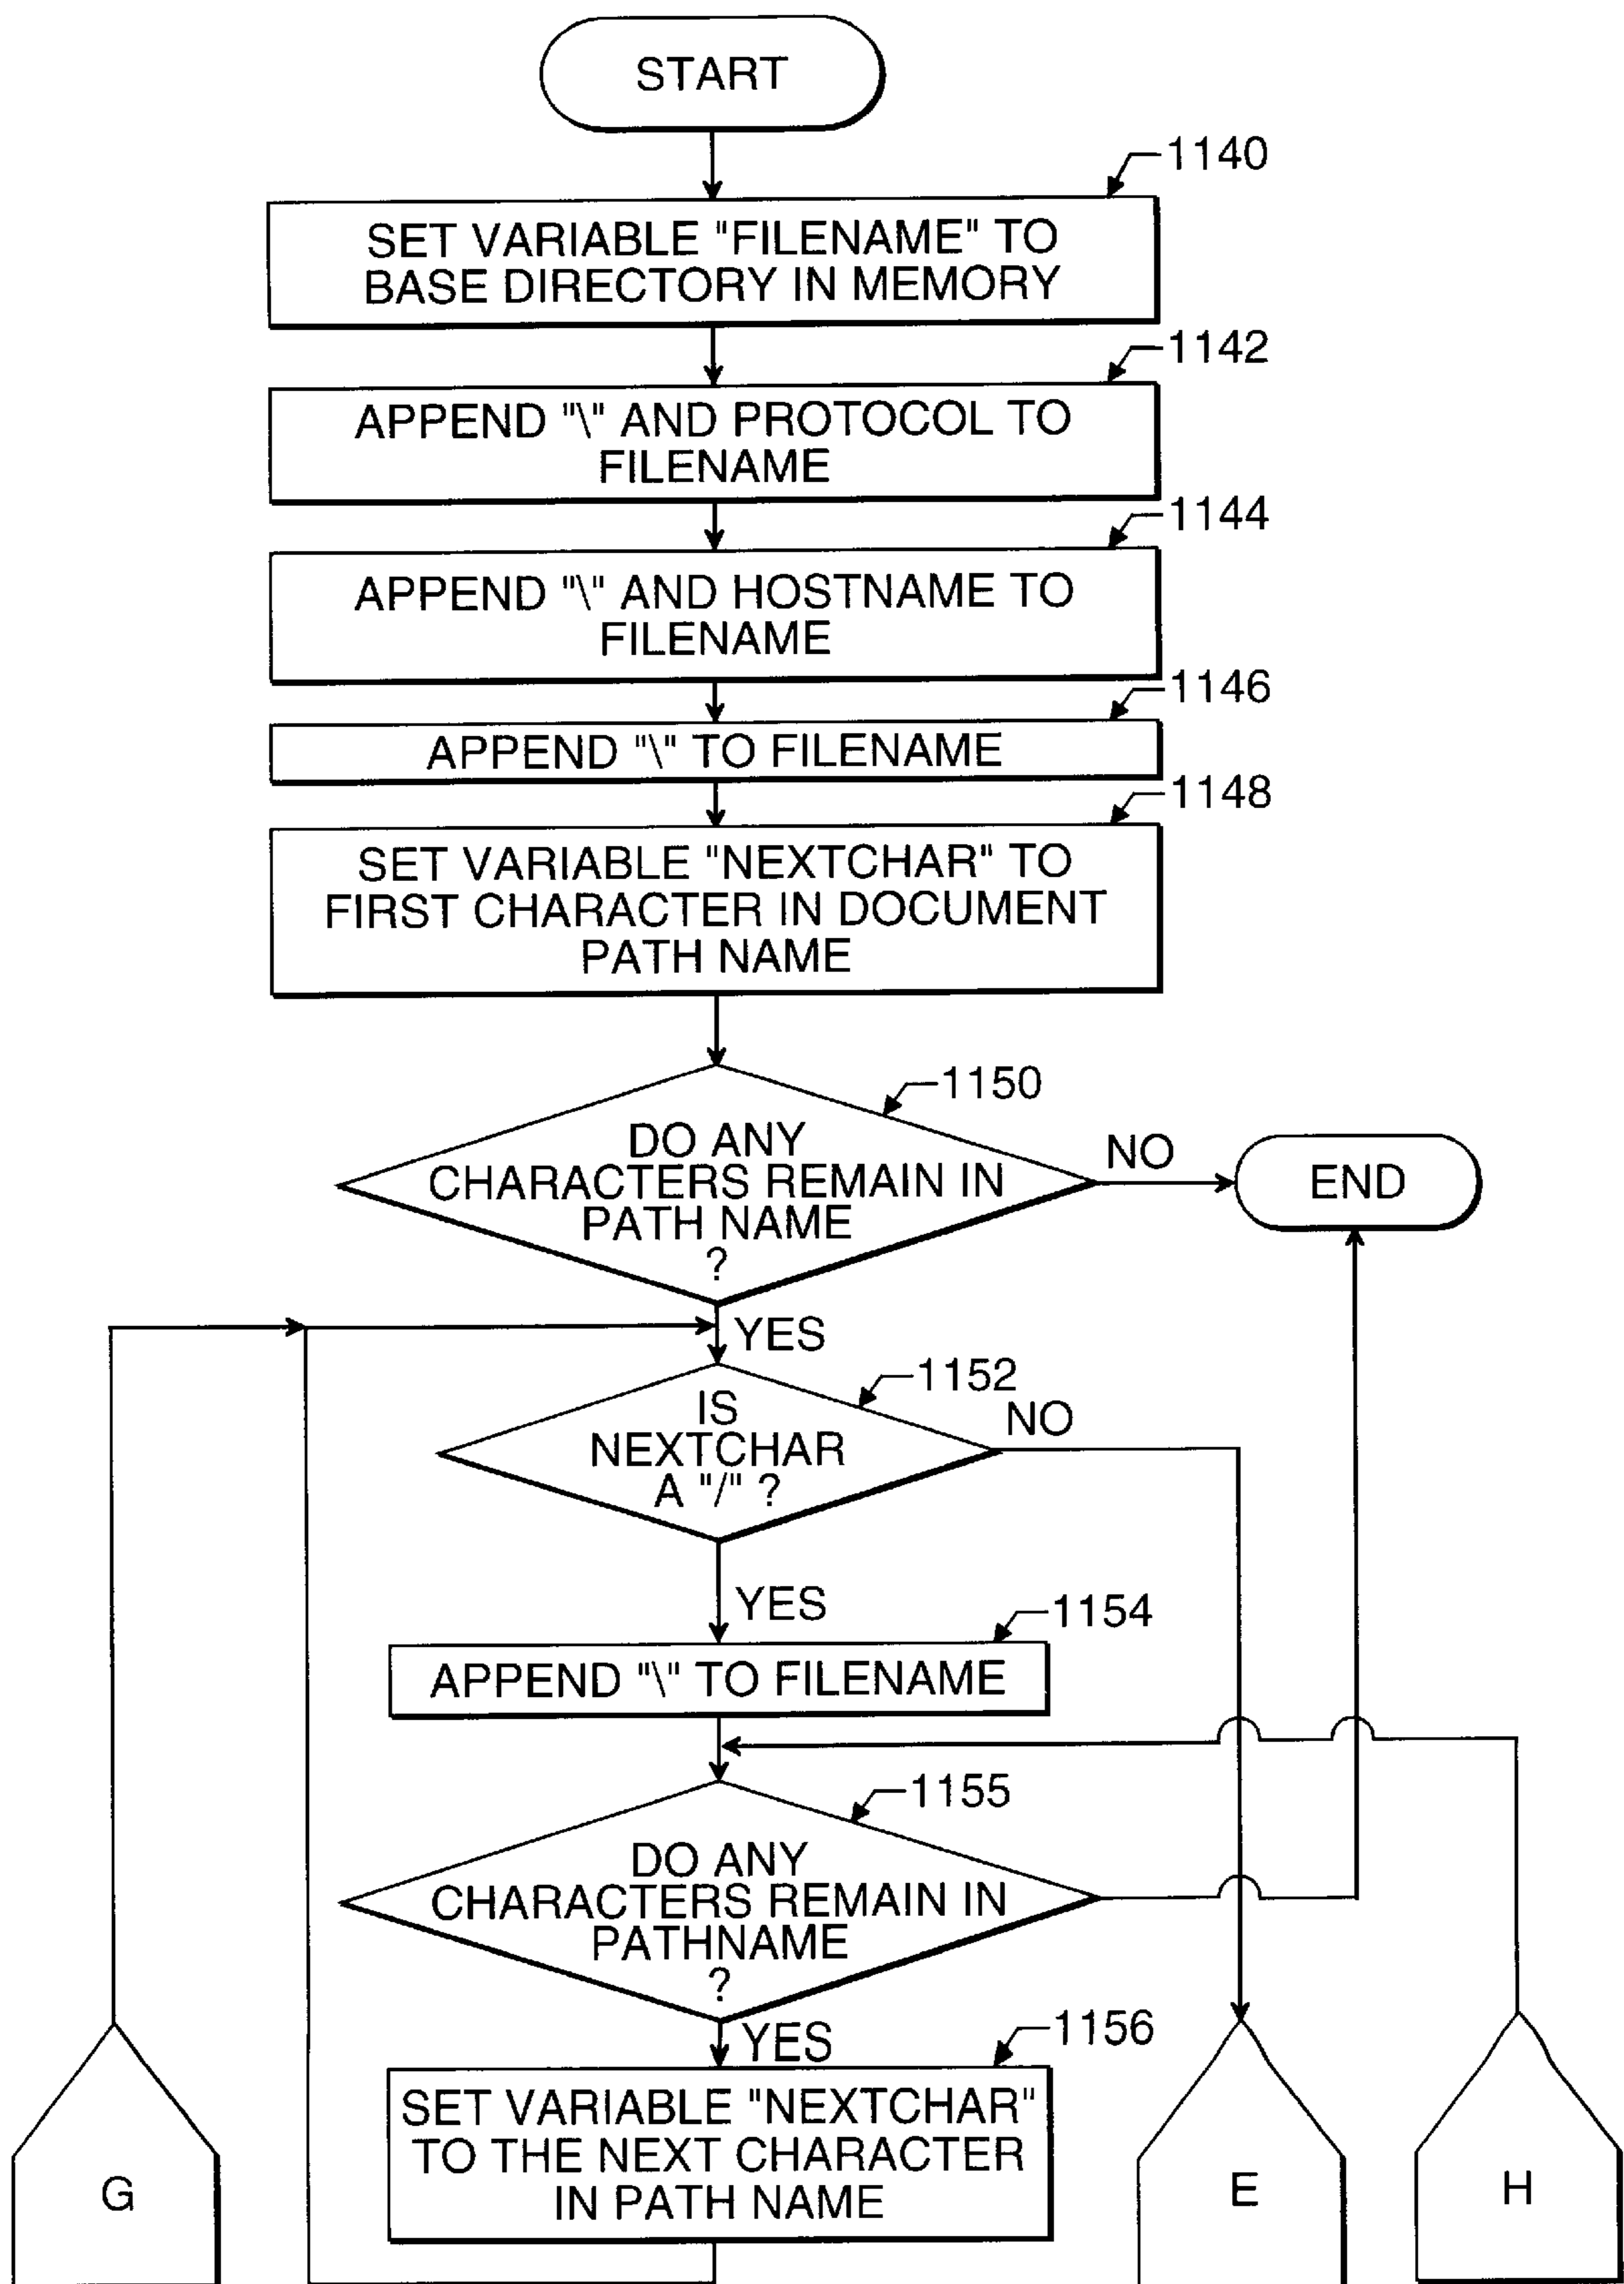 START
1140
SET VARIABLE "FILENAME" TO
BASE DIRECTORY IN MEMORY
1142
APPEND "\" AND PROTOCOL TO
FILENAME
1144
APPEND "\" AND HOSTNAME TO
FILENAME
1146
APPEND "\" TO FILENAME
1148
SET VARIABLE "NEXTCHAR" TO
FIRST CHARACTER IN DOCUMENT
PATH NAME
1150
DO ANY
CHARACTERS REMAIN IN
PATH NAME
?
NO
END
YES
1152
IS
NEXTCHAR
A "/" ?
NO
YES
1154
APPEND "\" TO FILENAME
1155
DO ANY
CHARACTERS REMAIN IN
PATHNAME
?
YES
1156
SET VARIABLE "NEXTCHAR"
TO THE NEXT CHARACTER
IN PATH NAME
G
E
H